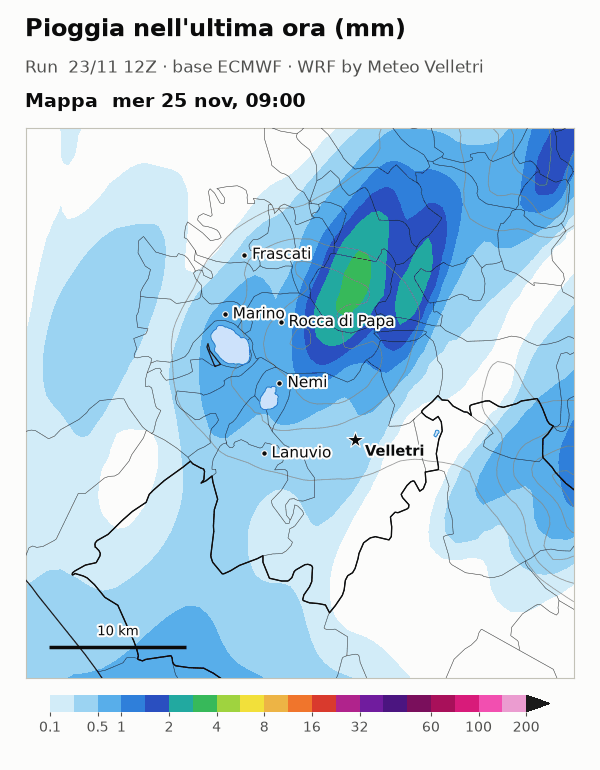 Pioggia nell'ultima ora (mm)
Run  23/11 12Z · base ECMWF · WRF by Meteo Velletri
Mappa  mer 25 nov, 09:00
Frascati
Marino
Rocca di Papa
Nemi
Lanuvio
Velletri
10 km
0.1 0.5 1 2 4 8 16 32 60 100 200